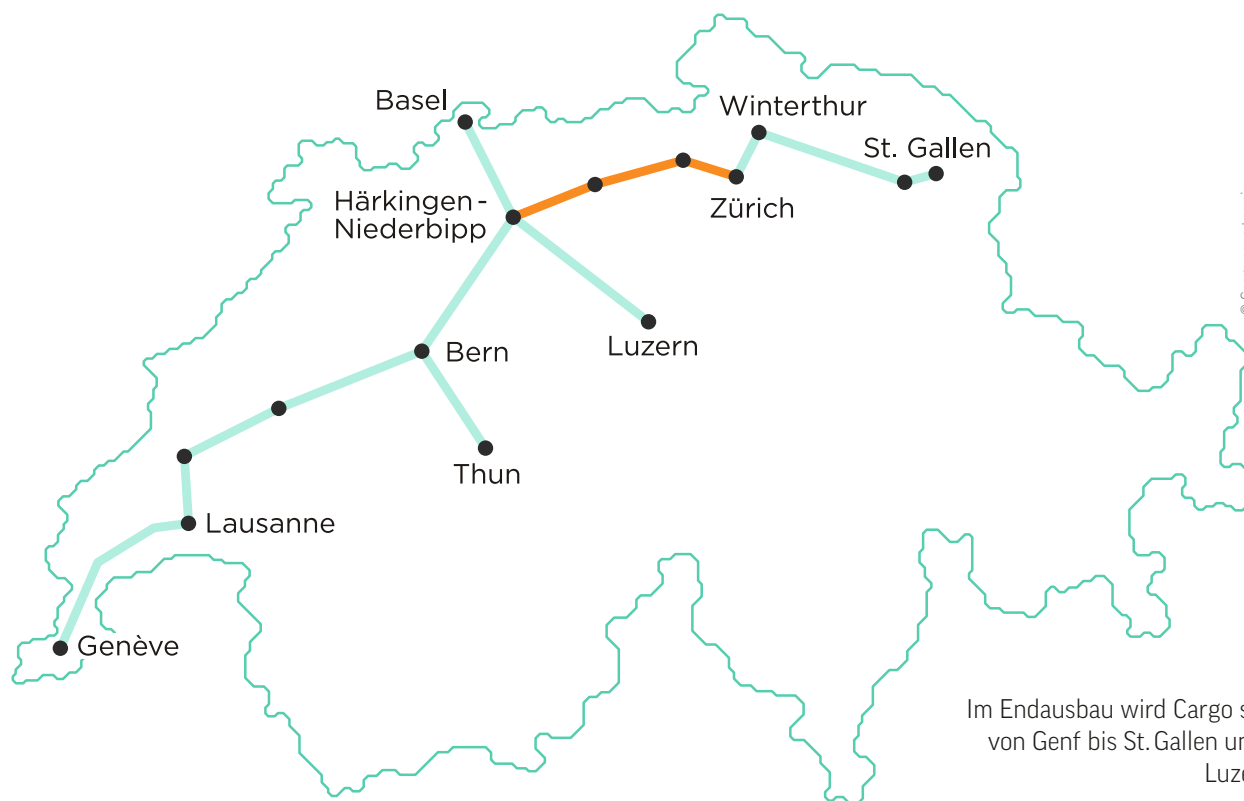 Basel
Winterthur
St. Gallen
Härkingen-
Niederbipp
Zürich
Bern
Luzern
Thun
Lausanne
Genève
Im Endausbau wird Cargo
von Genf bis St. Gallen